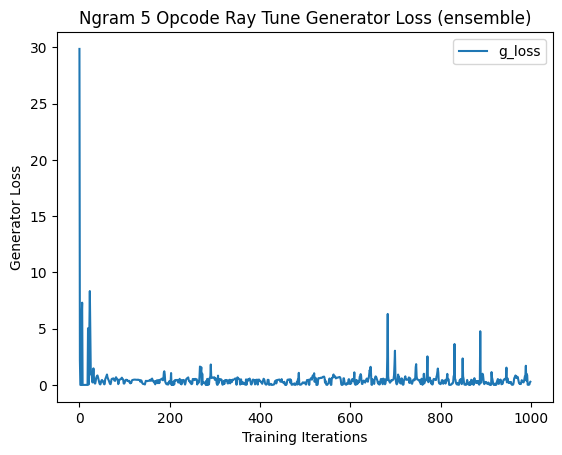 Ngram 5 Opcode Ray Tune Generator Loss (ensemble)
g_loss
Generator Loss
30
25
20
15
10
5
0
0 200 400 600 800 1000
Training Iterations